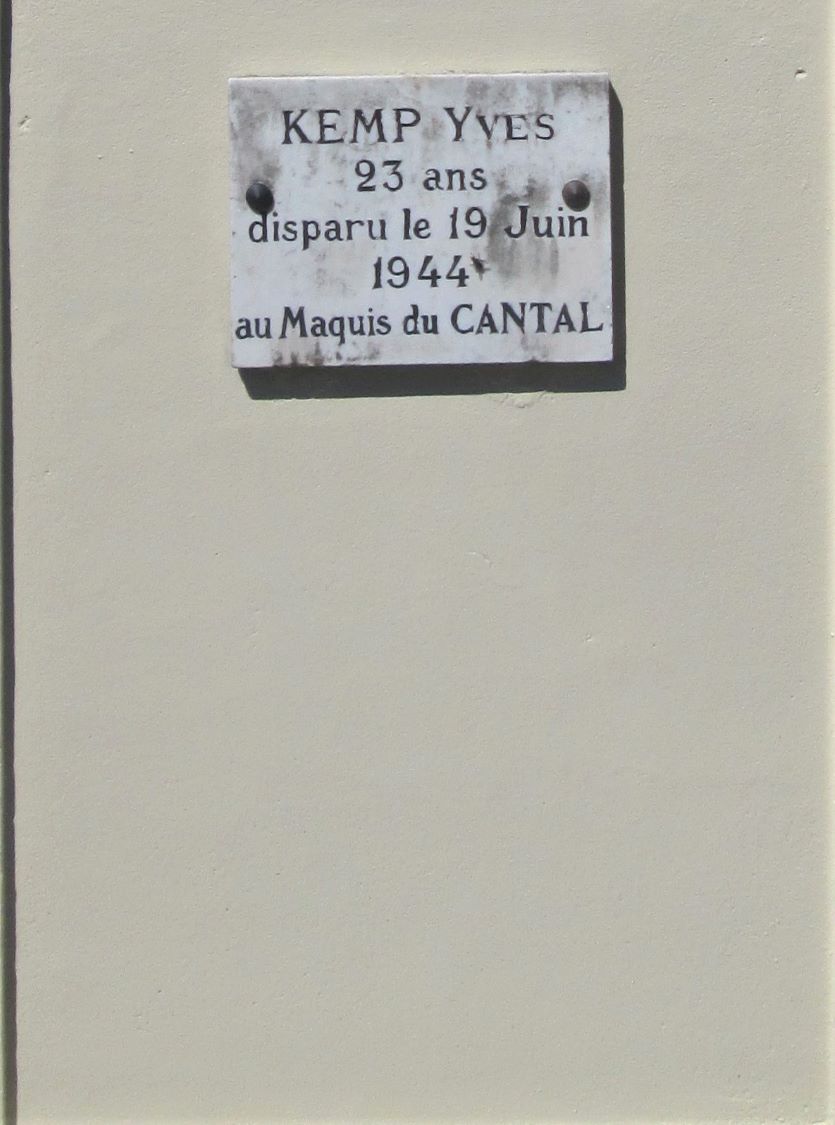 KEMP YVES
23 ans
disparu le 19 Juin
1944
au Maquis du CANTAL